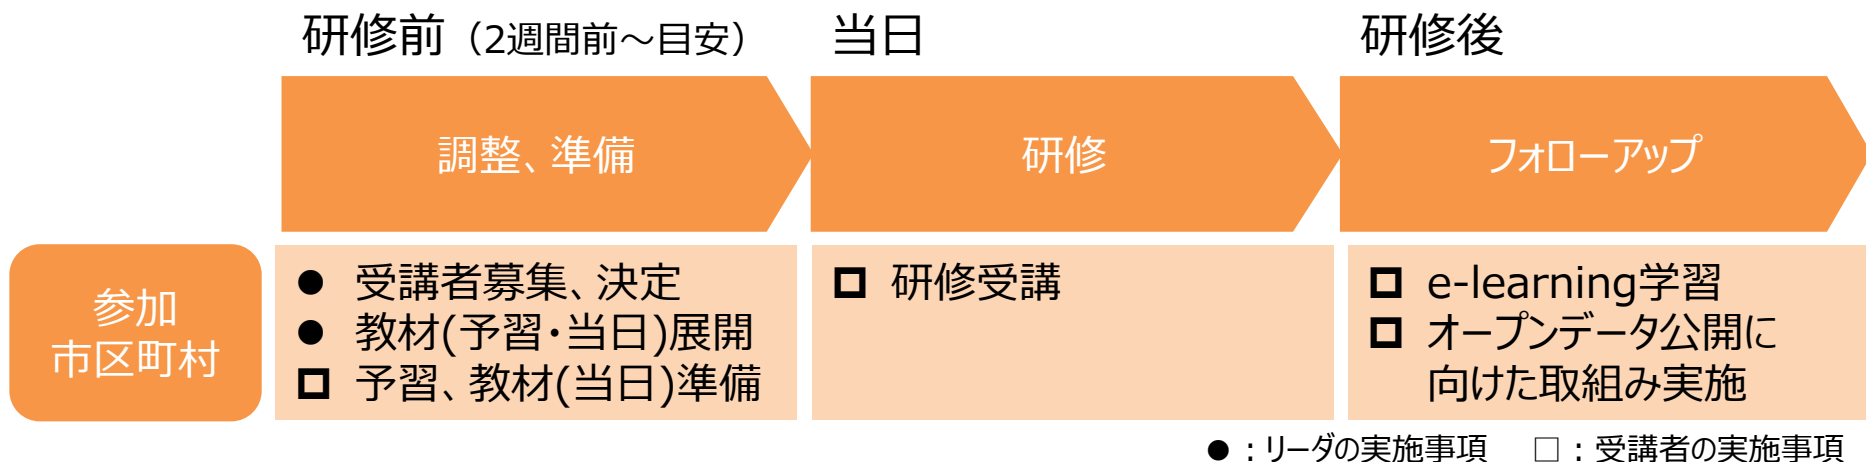 研修前（2週間前～目安）
当日
研修後
調整、準備
研修
フォローアップ
参加
市区町村
● 受講者募集、決定
● 教材(予習・当日)展開
□ 予習、教材(当日)準備
□ 研修受講
□ e-learning学習
□ オープンデータ公開に
向けた取組み実施
●：リーダの実施事項　□：受講者の実施事項